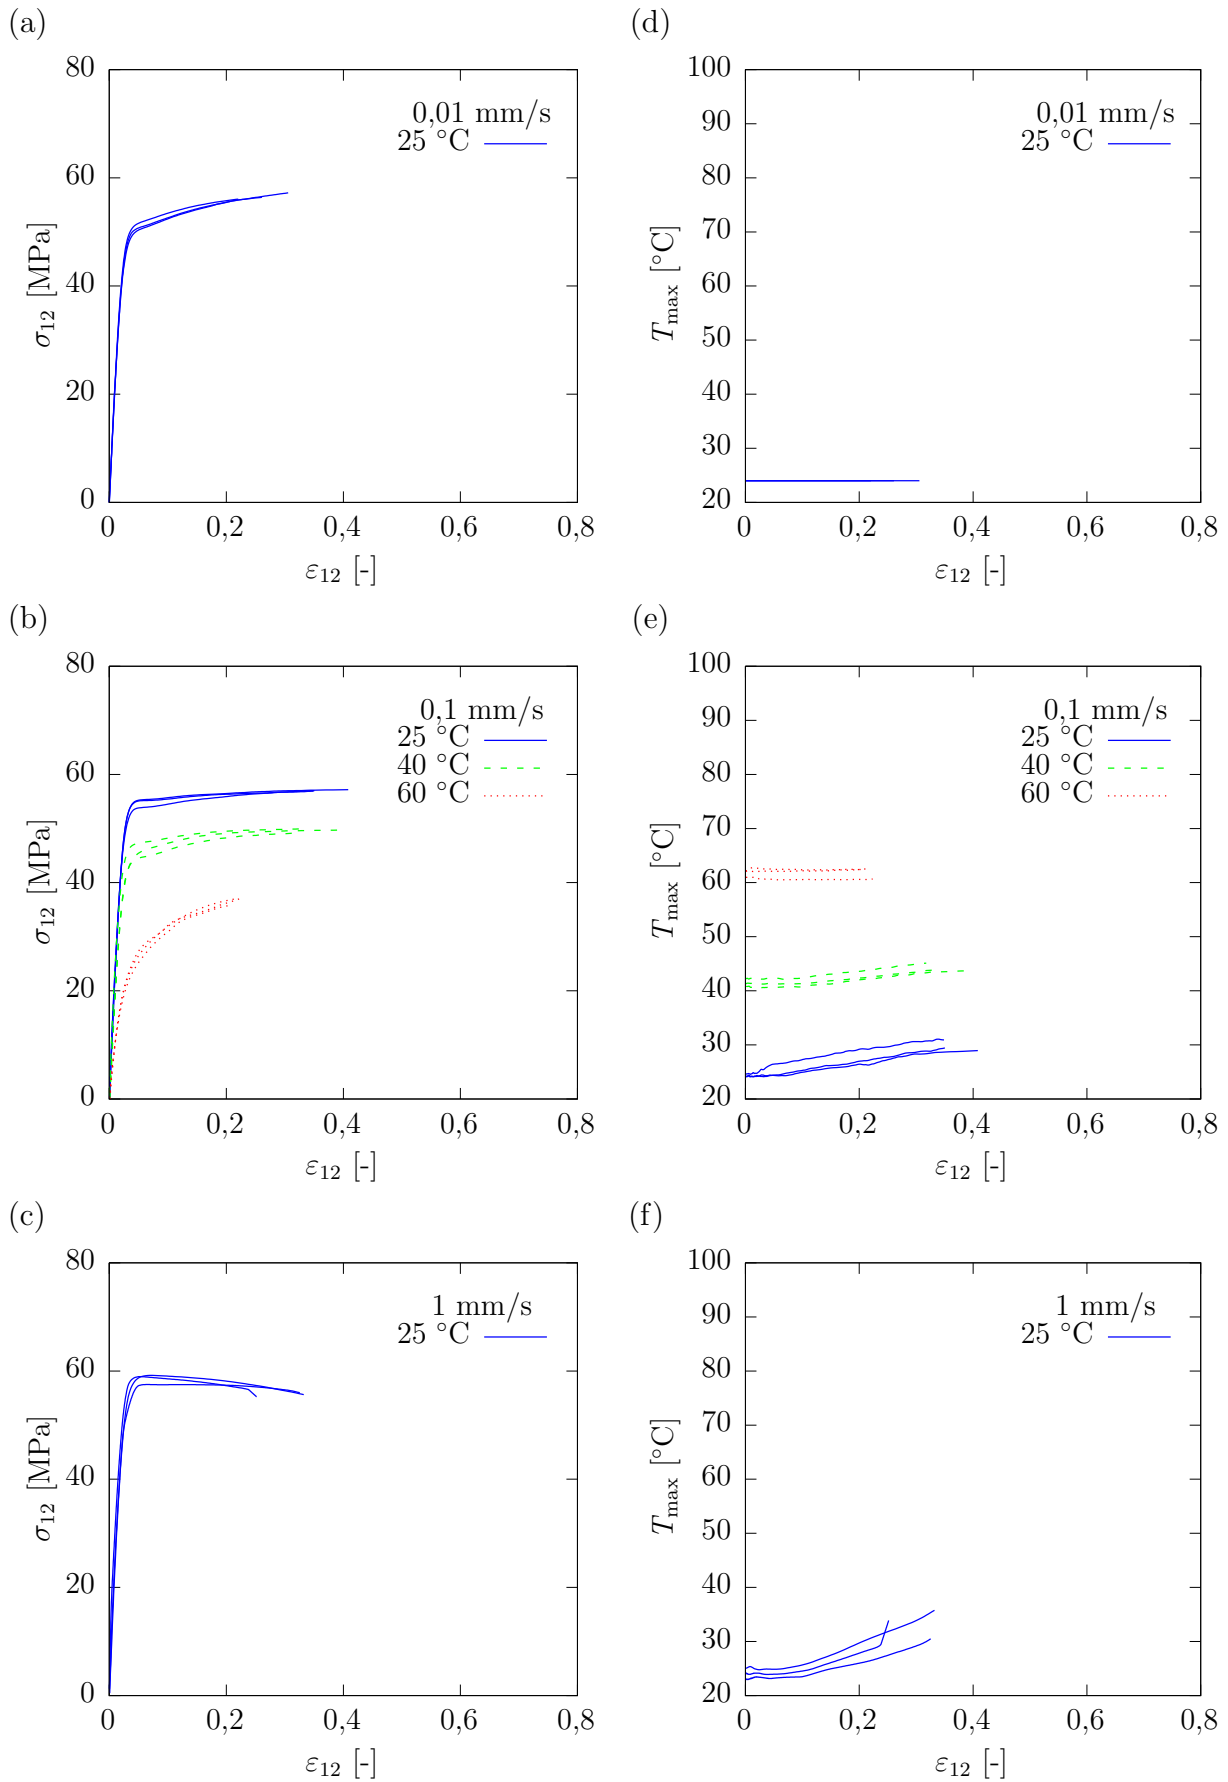 (a)
80
60
40
20
0
0 0,2 0,4 0,6 0,8
σ12 [MPa]
ε12 [-]
0,01 mm/s
25 °C
(d)
100
90
80
70
60
50
40
30
20
0 0,2 0,4 0,6 0,8
Tmax [°C]
ε12 [-]
0,01 mm/s
25 °C
(b)
80
60
40
20
0
0 0,2 0,4 0,6 0,8
σ12 [MPa]
ε12 [-]
0,1 mm/s
25 °C
40 °C
60 °C
(e)
100
90
80
70
60
50
40
30
20
0 0,2 0,4 0,6 0,8
Tmax [°C]
ε12 [-]
0,1 mm/s
25 °C
40 °C
60 °C
(c)
80
60
40
20
0
0 0,2 0,4 0,6 0,8
σ12 [MPa]
ε12 [-]
1 mm/s
25 °C
(f)
100
90
80
70
60
50
40
30
20
0 0,2 0,4 0,6 0,8
Tmax [°C]
ε12 [-]
1 mm/s
25 °C